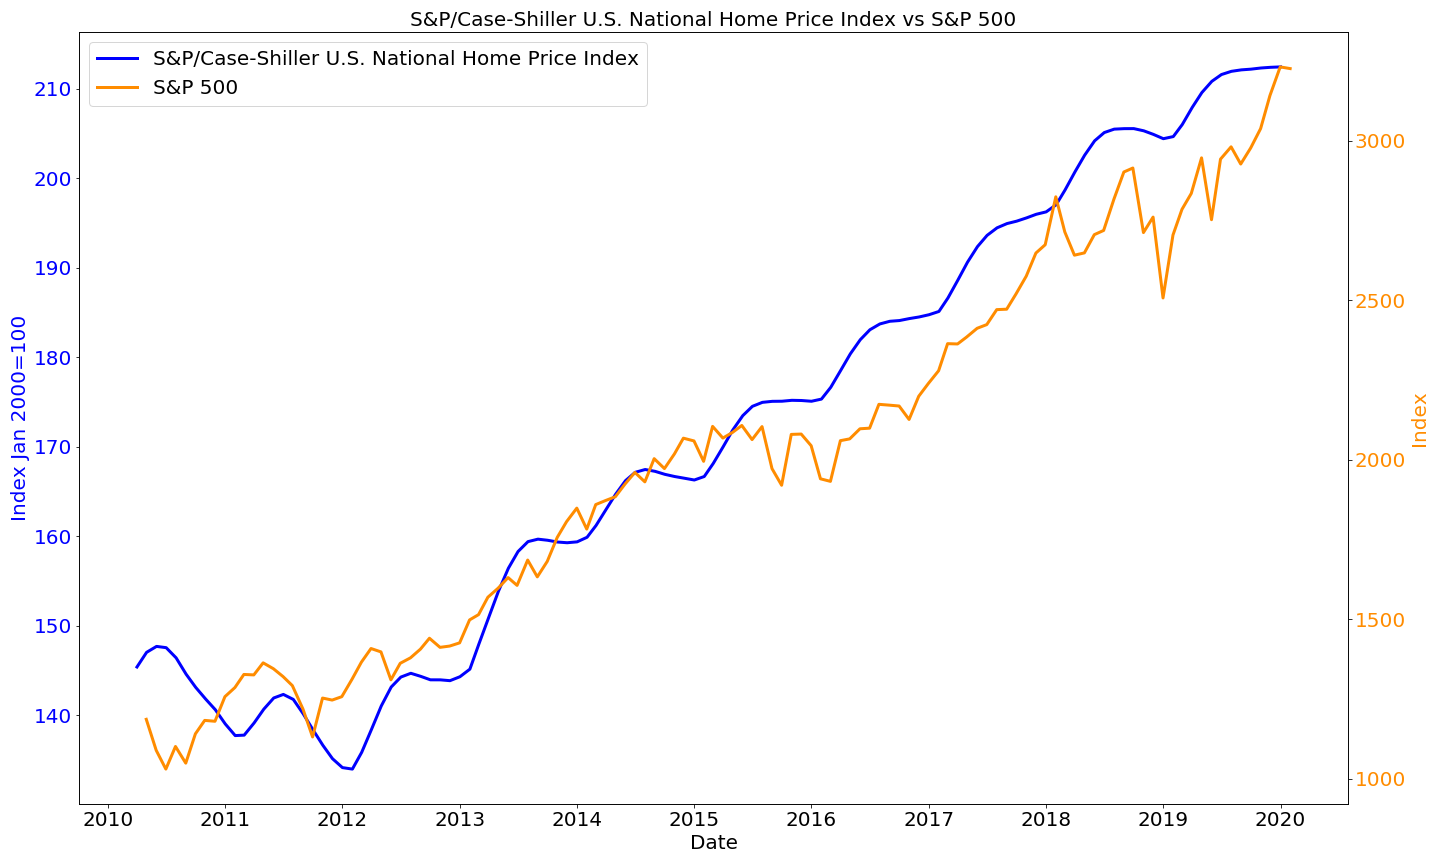 S&P/Case-Shiller U.S. National Home Price Index vs S&P 500
S&P/Case-Shiller U.S. National Home Price Index
S&P 500
210
200
190
180
170
160
150
140
Index Jan 2000=100
3000
2500
2000
1500
1000
Index
2010 2011 2012 2013 2014 2015 2016 2017 2018 2019 2020
Date